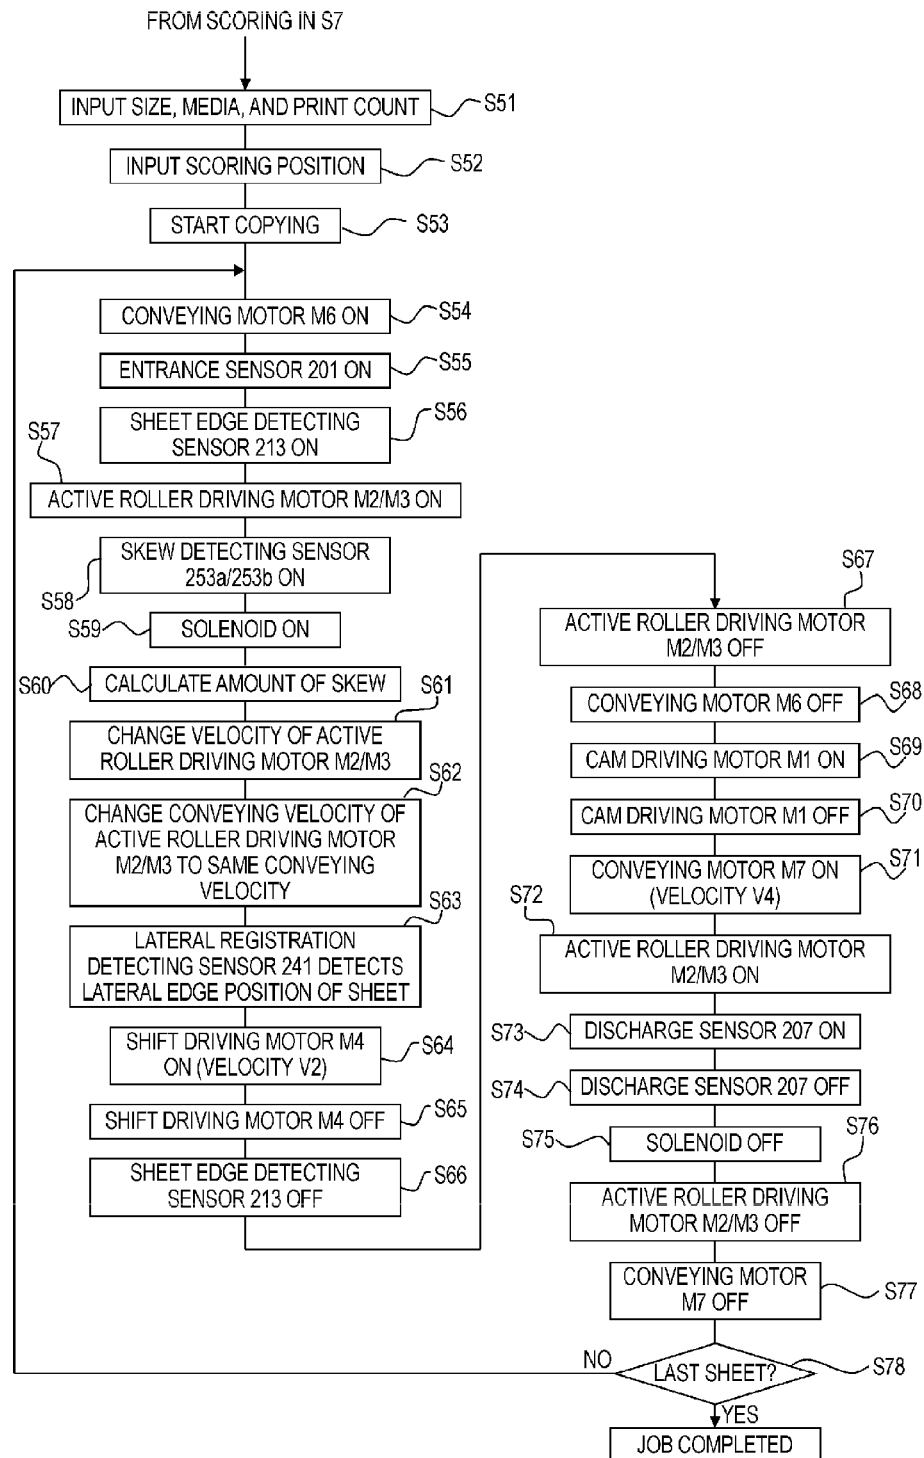 FROM SCORING IN S7
INPUT SIZE, MEDIA, AND PRINT COUNT
S51
INPUT SCORING POSITION
S52
START COPYING
S53
CONVEYING MOTOR M6 ON
S54
ENTRANCE SENSOR 201 ON
S55
SHEET EDGE DETECTING
SENSOR 213 ON
S56
S57
ACTIVE ROLLER DRIVING MOTOR M2/M3 ON
SKEW DETECTING SENSOR
253a/253b ON
S58
S59
SOLENOID ON
S60
CALCULATE AMOUNT OF SKEW
S61
CHANGE VELOCITY OF ACTIVE
ROLLER DRIVING MOTOR M2/M3
S62
CHANGE CONVEYING VELOCITY OF
ACTIVE ROLLER DRIVING MOTOR
M2/M3 TO SAME CONVEYING
VELOCITY
S63
LATERAL REGISTRATION
DETECTING SENSOR 241 DETECTS
LATERAL EDGE POSITION OF SHEET
SHIFT DRIVING MOTOR M4
ON (VELOCITY V2)
S64
SHIFT DRIVING MOTOR M4 OFF
S65
SHEET EDGE DETECTING
SENSOR 213 OFF
S66
S67
ACTIVE ROLLER DRIVING MOTOR
M2/M3 OFF
CONVEYING MOTOR M6 OFF
S68
CAM DRIVING MOTOR M1 ON
S69
CAM DRIVING MOTOR M1 OFF
S70
CONVEYING MOTOR M7 ON
(VELOCITY V4)
S71
S72
ACTIVE ROLLER DRIVING MOTOR
M2/M3 ON
S73
DISCHARGE SENSOR 207 ON
S74
DISCHARGE SENSOR 207 OFF
S75
SOLENOID OFF
S76
ACTIVE ROLLER DRIVING
MOTOR M2/M3 OFF
CONVEYING MOTOR
M7 OFF
S77
NO
LAST SHEET?
S78
YES
JOB COMPLETED